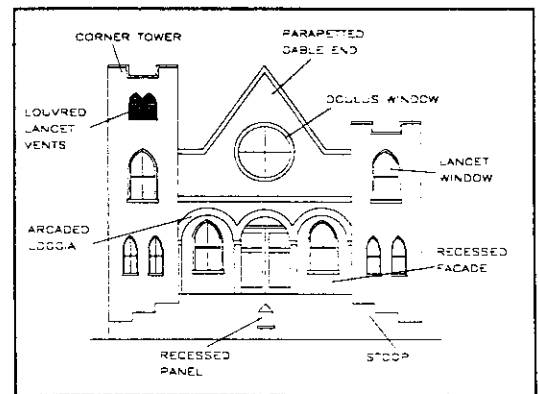 CORNER TOWER
PARAPETTED
GABLE END
LOUVRED
LANCET
VENTS
OCULUS WINDOW
LANCET
WINDOW
ARCADED
LOGGIA
RECESSED
FACADE
RECESSED
PANEL
STOOP